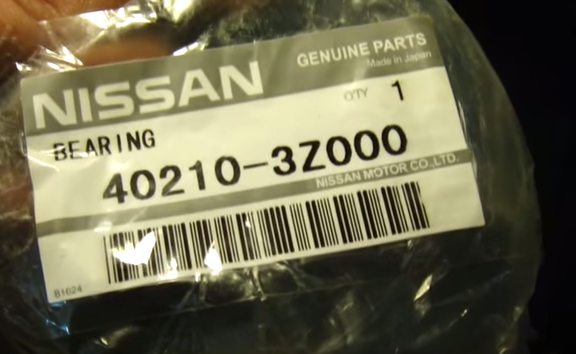 NISSAN
GENUINE PARTS
Made in Japan
QTY 1
BEARING
40210-3Z000
NISSAN MOTOR CO.,LTD.
B1624